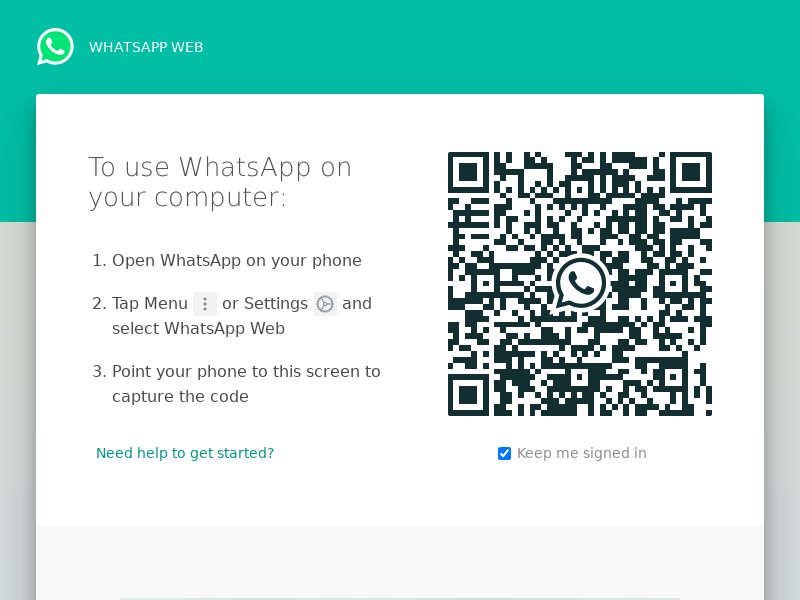 WHATSAPP WEB
To use WhatsApp on
your computer:
1. Open WhatsApp on your phone
2. Tap Menu or Settings and
select WhatsApp Web
3. Point your phone to this screen to
capture the code
Need help to get started?
Keep me signed in